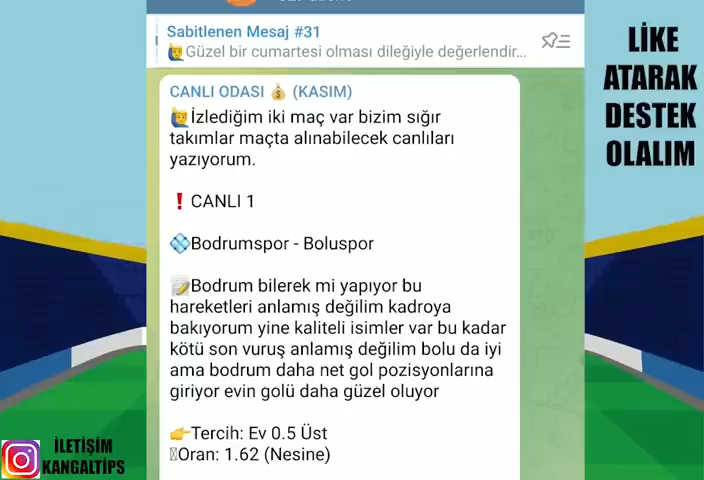 Sabitlenen Mesaj #31
🙋‍♂️Güzel bir cumartesi olması dileğiyle değerlendir...
CANLI ODASI 💰 (KASIM)
🙋‍♂️İzlediğim iki maç var bizim sığır
takımlar maçta alınabilecek canlıları
yazıyorum.
❗CANLI 1
💠Bodrumspor - Boluspor
📝Bodrum bilerek mi yapıyor bu
hareketleri anlamış değilim kadroya
bakıyorum yine kaliteli isimler var bu kadar
kötü son vuruş anlamış değilim bolu da iyi
ama bodrum daha net gol pozisyonlarına
giriyor evin golü daha güzel oluyor
👉Tercih: Ev 0.5 Üst
Oran: 1.62 (Nesine)
LİKE
ATARAK
DESTEK
OLALIM
İLETİŞİM
KANGALTİPS